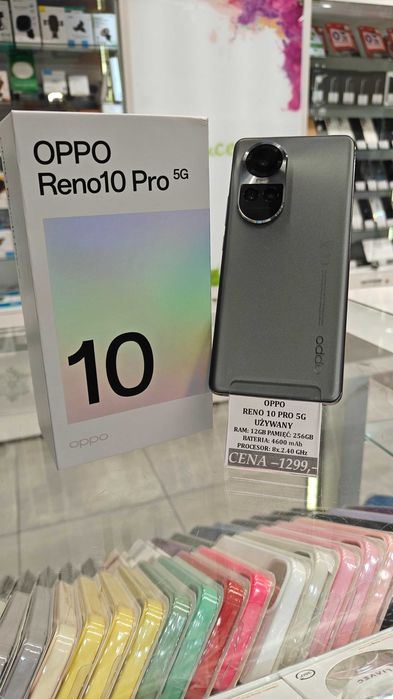 OPPO
Reno10 Pro 5G
10
oppo
oppo
OPPO
RENO 10 PRO 5G
UŻYWANY
RAM: 12GB PAMIĘĆ: 256GB
BATERIA: 4600 mAh
PROCESOR: 8x 2.40 GHz
CENA –1299,-